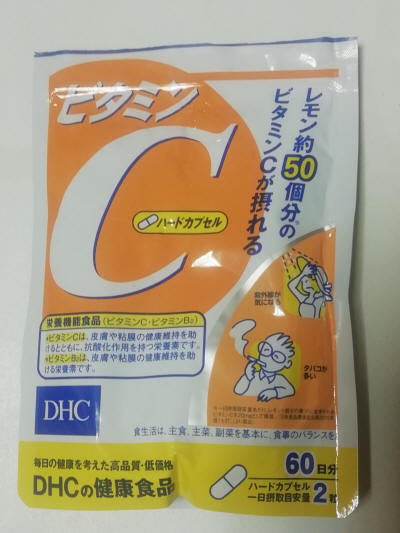 ビタミン
C
レモン約50個分の
ビタミンCが摂れる
ハードカプセル
紫外線が
気になる
タバコが
多い
栄養機能食品(ビタミンC・ビタミンB₂)
●ビタミンCは、皮膚や粘膜の健康維持を助
けるとともに、抗酸化作用を持つ栄養素です。
●ビタミンB₂は、皮膚や粘膜の健康維持を助
ける栄養素です。
DHC
食生活は、主食、主菜、副菜を基本に、食事のバランスを
毎日の健康を考えた高品質・低価格
DHCの健康食品
60日分
ハードカプセル
一日摂取目安量2粒